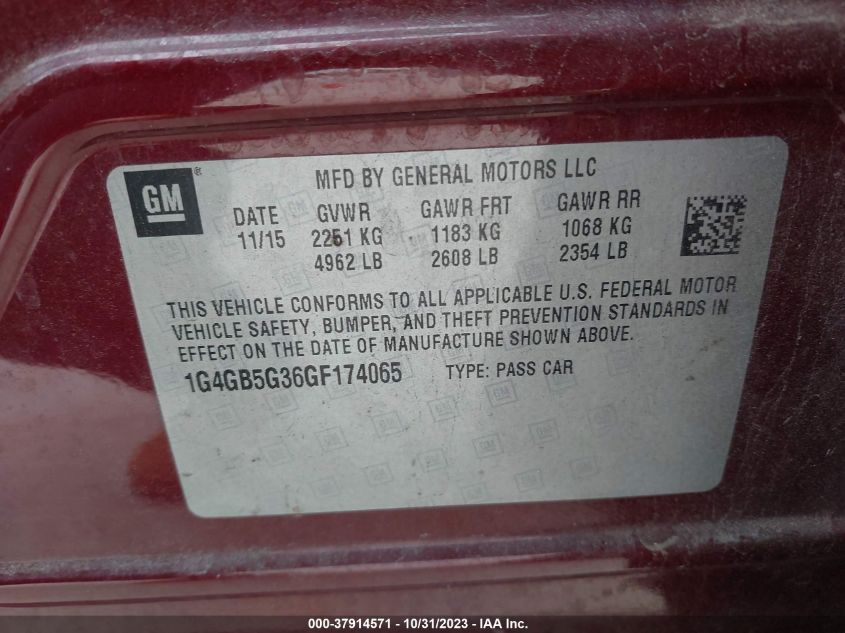 GM® MFD BY GENERAL MOTORS LLC
DATE GVWR GAWR FRT GAWR RR
11/15 2251 KG 1183 KG 1068 KG
4962 LB 2608 LB 2354 LB
THIS VEHICLE CONFORMS TO ALL APPLICABLE U.S. FEDERAL MOTOR
VEHICLE SAFETY, BUMPER, AND THEFT PREVENTION STANDARDS IN
EFFECT ON THE DATE OF MANUFACTURE SHOWN ABOVE.
1G4GB5G36GF174065 TYPE: PASS CAR
000-37914571 - 10/31/2023 - IAA Inc.